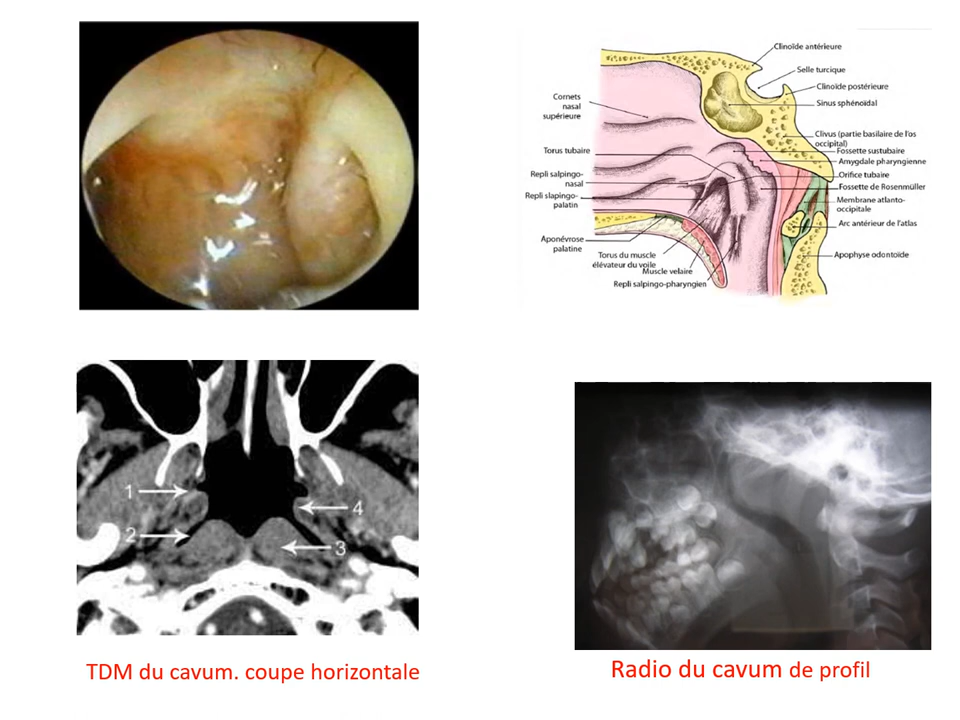 Clinoïde antérieure
Selle turcique
Clinoïde postérieure
Sinus sphénoïdal
Cornets
nasal
supérieure
Clivus (partie basilaire de l'os
occipital)
Torus tubaire
Fossette sustubaire
Amygdale pharyngienne
Repli salpingo-
nasal
Orifice tubaire
Fossette de Rosenmüller
Repli slapingo-
palatin
Membrane atlanto-
occipitale
Arc antérieur de l'atlas
Aponévrose
palatine
Torus du muscle
élévateur du voile
Muscle velaire
Repli salpingo-pharyngien
Apophyse odontoïde
1
4
2
3
TDM du cavum. coupe horizontale
Radio du cavum de profil